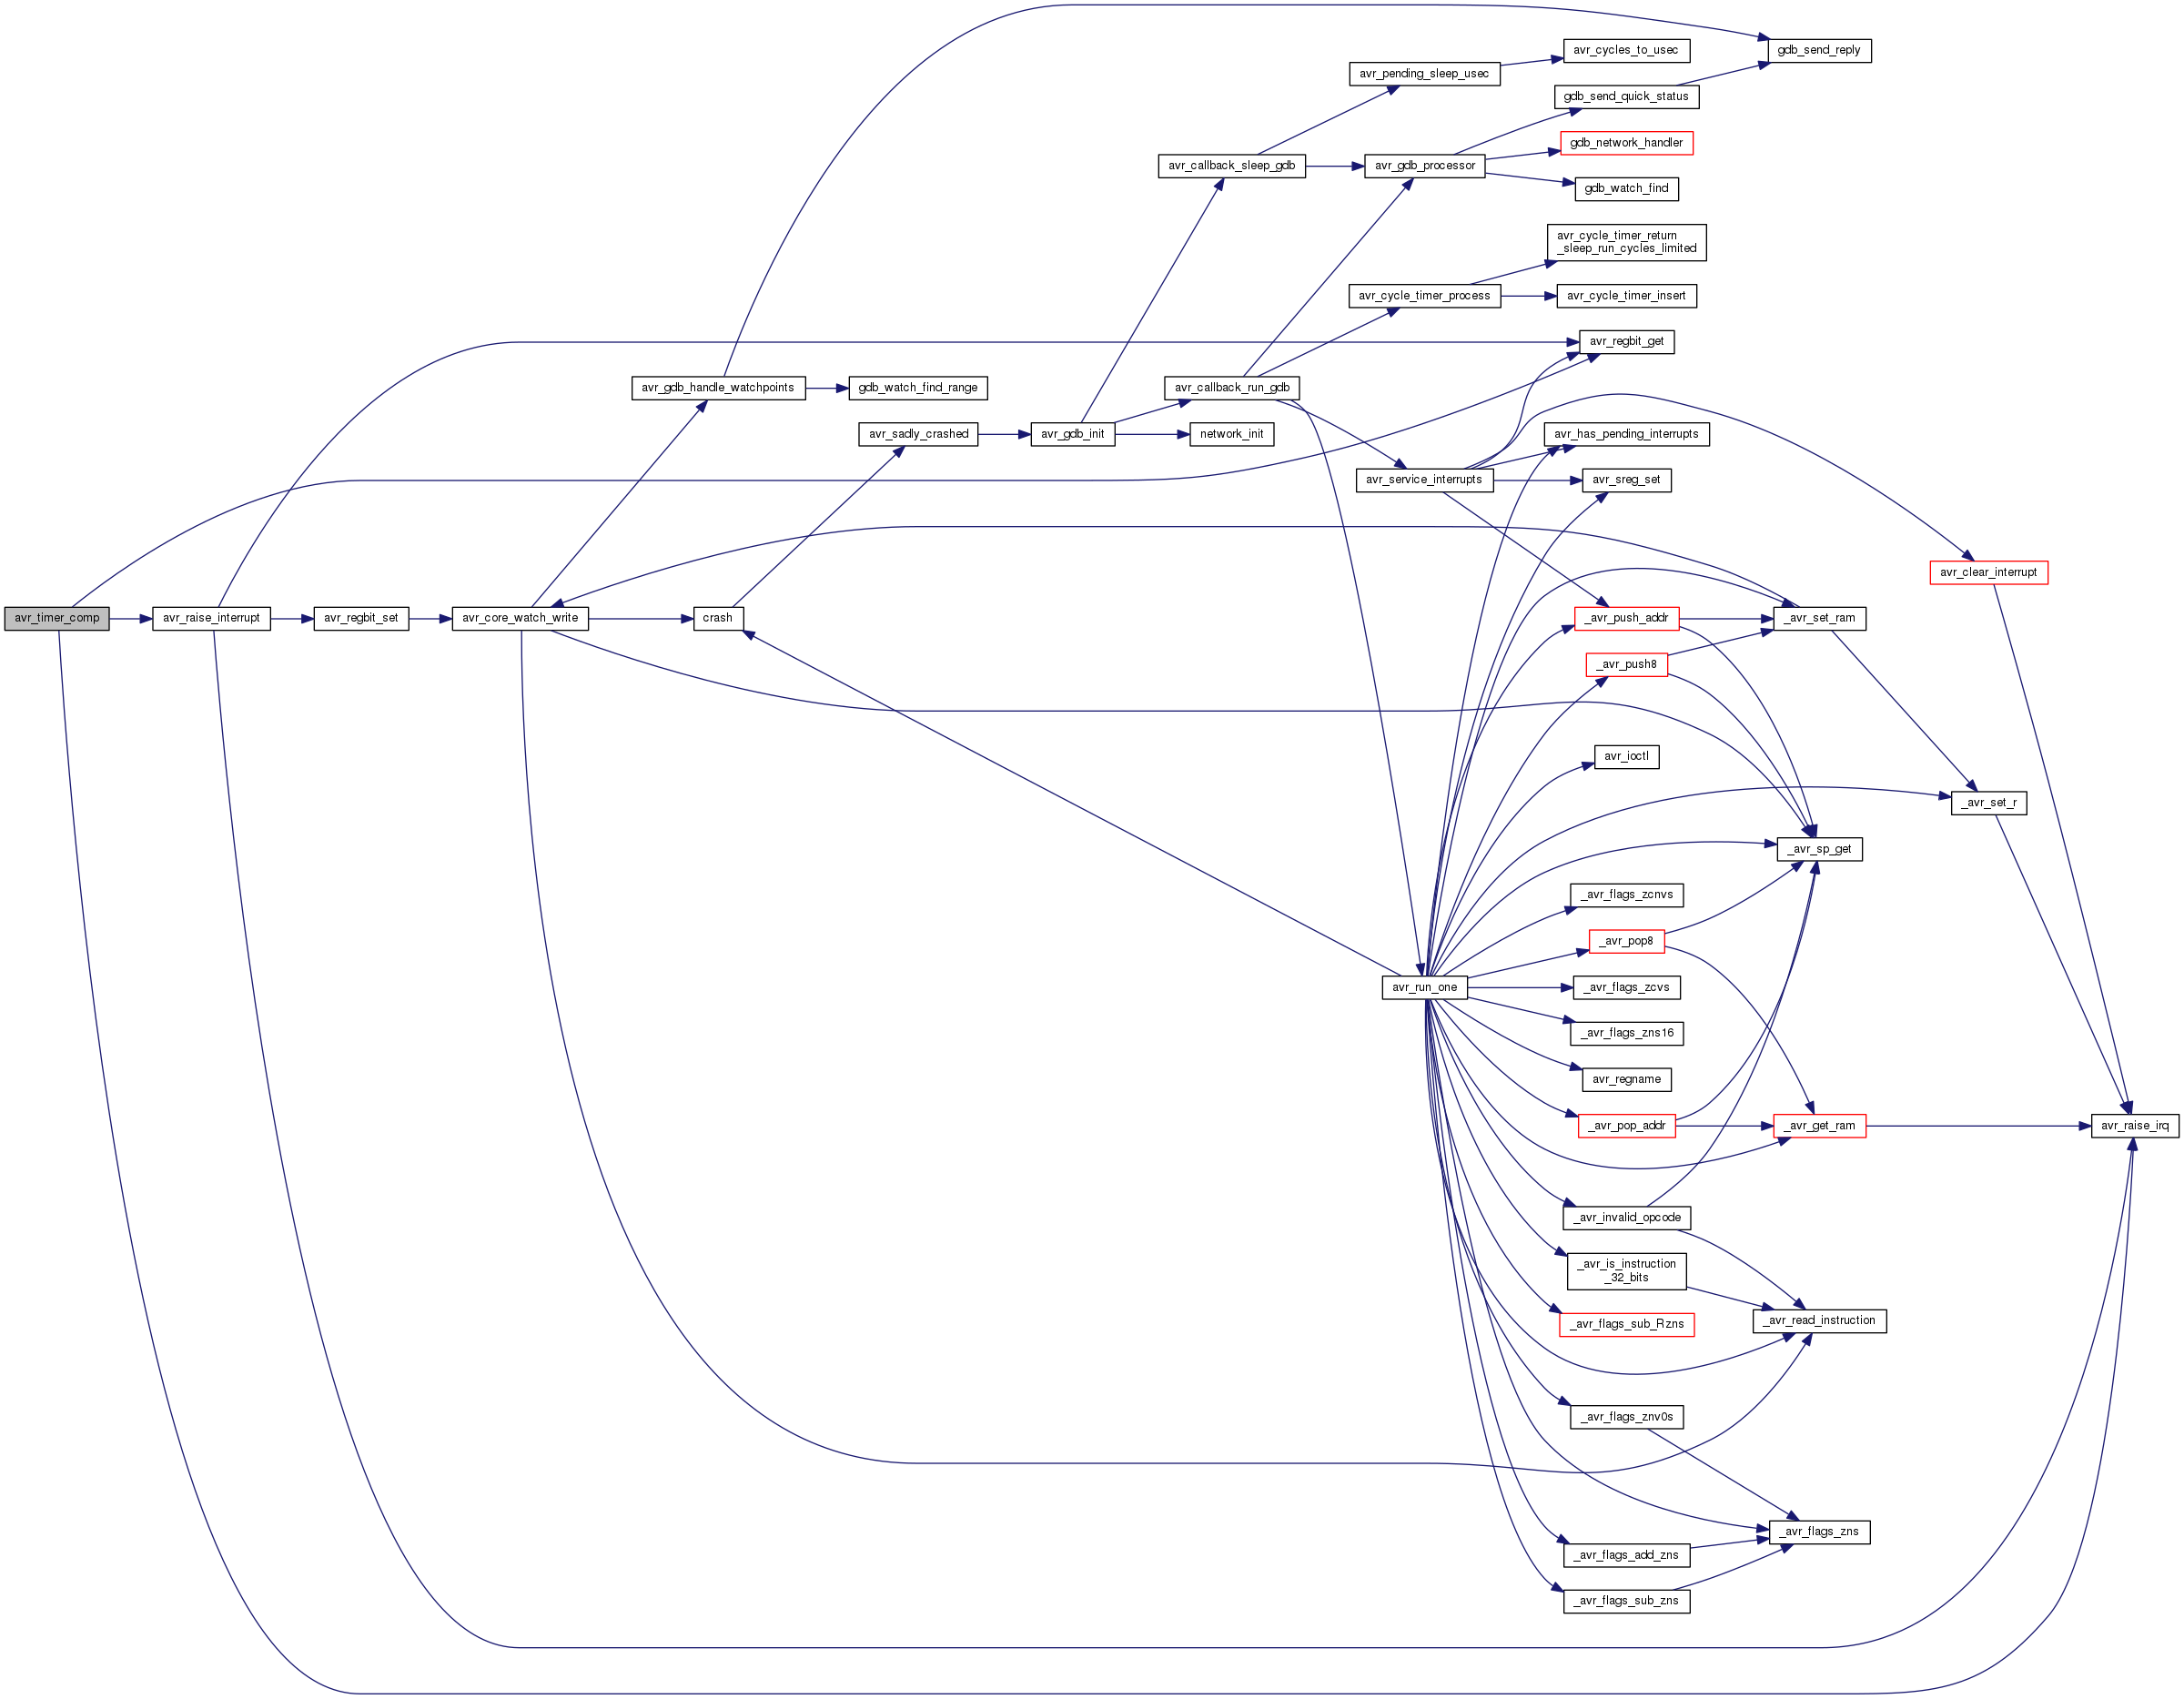 avr_timer_comp
avr_raise_interrupt
avr_regbit_set
avr_core_watch_write
avr_gdb_handle_watchpoints
gdb_watch_find_range
crash
avr_sadly_crashed
avr_gdb_init
network_init
avr_callback_sleep_gdb
avr_callback_run_gdb
avr_pending_sleep_usec
avr_cycles_to_usec
gdb_send_reply
gdb_send_quick_status
avr_gdb_processor
gdb_network_handler
gdb_watch_find
avr_cycle_timer_return
_sleep_run_cycles_limited
avr_cycle_timer_process
avr_cycle_timer_insert
avr_regbit_get
avr_has_pending_interrupts
avr_service_interrupts
avr_sreg_set
avr_clear_interrupt
_avr_push_addr
_avr_set_ram
_avr_push8
avr_ioctl
_avr_set_r
_avr_sp_get
_avr_flags_zcnvs
_avr_pop8
avr_run_one
_avr_flags_zcvs
_avr_flags_zns16
avr_regname
_avr_pop_addr
_avr_get_ram
avr_raise_irq
_avr_invalid_opcode
_avr_is_instruction
_32_bits
_avr_flags_sub_Rzns
_avr_read_instruction
_avr_flags_znv0s
_avr_flags_zns
_avr_flags_add_zns
_avr_flags_sub_zns